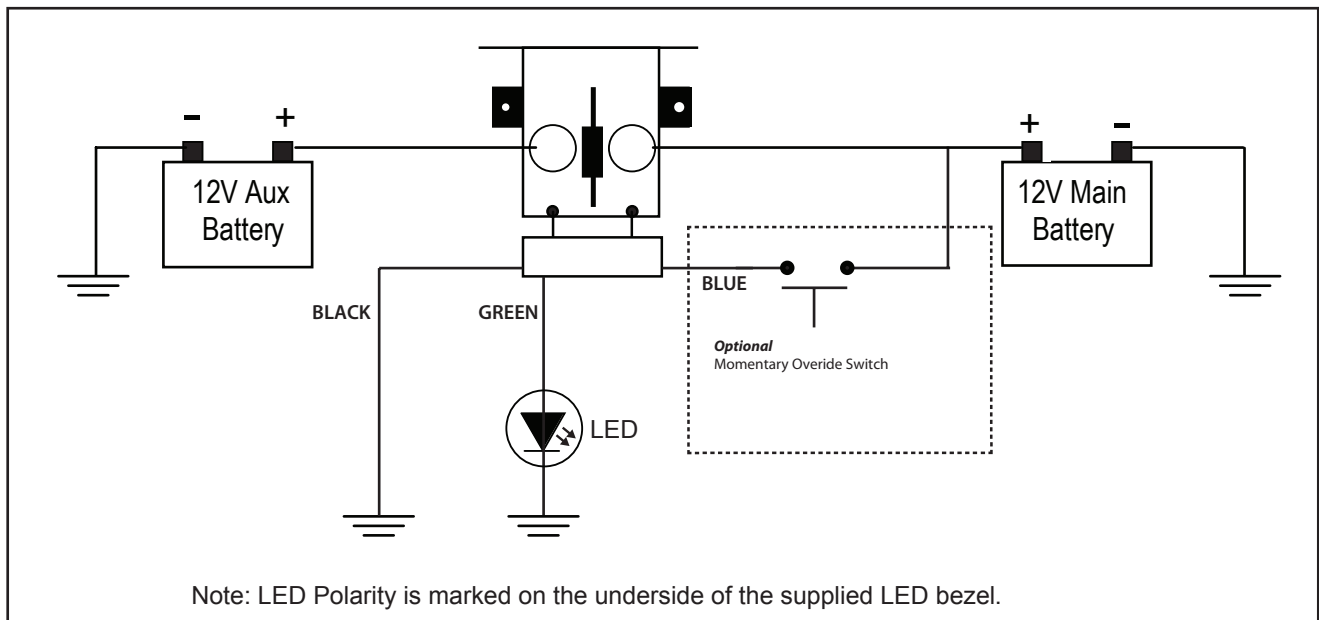 - +
12V Aux
Battery
+ -
12V Main
Battery
BLACK
GREEN
BLUE
Optional
Momentary Overide Switch
LED
Note: LED Polarity is marked on the underside of the supplied LED bezel.